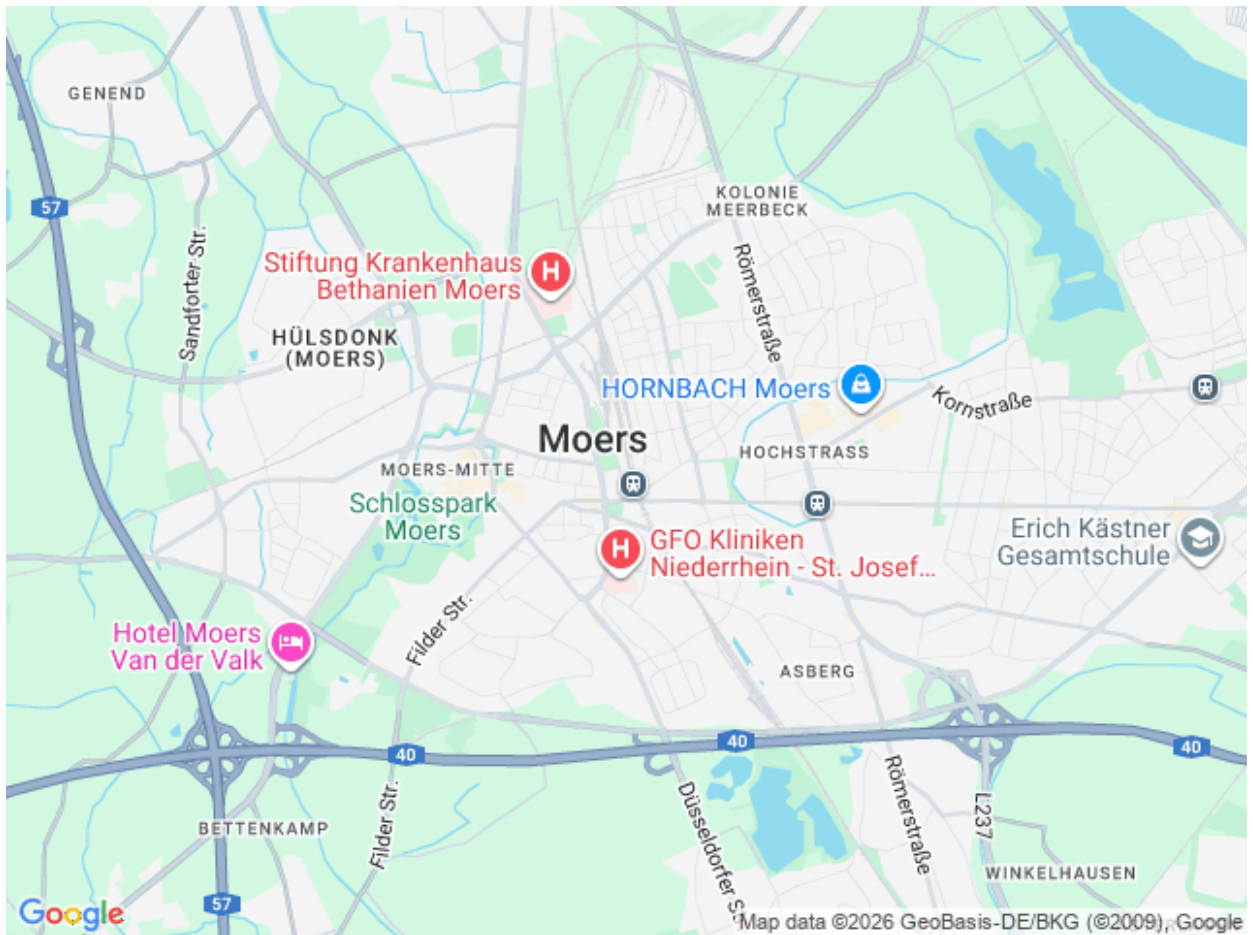 GENEND
57
KOLONIE
MEERBECK
Sandforter Str.
Römerstraße
Stiftung Krankenhaus
Bethanien Moers
H
HÜLSDONK
(MOERS)
HORNBACH Moers
Kornstraße
Moers
HOCHSTRASS
MOERS-MITTE
Schlosspark
Moers
Erich Kästner
Gesamtschule
H
GFO Kliniken
Niederrhein - St. Josef...
Filder Str.
Hotel Moers
Van der Valk
ASBERG
40
40
40
Filder Str.
Düsseldorfer S
Römerstraße
L237
BETTENKAMP
WINKELHAUSEN
57
Google
Map data ©2026 GeoBasis-DE/BKG (©2009), Google